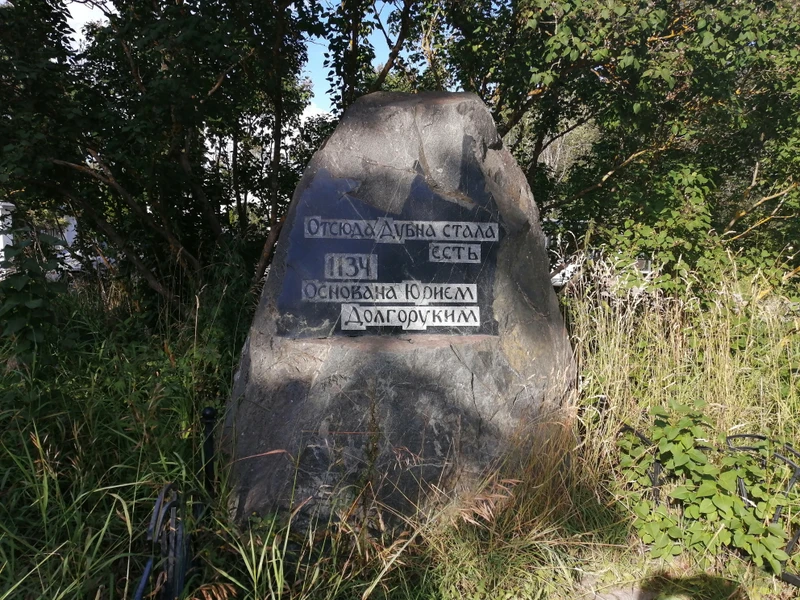 Отсюда Дубна стала
есть
1134
Основана Юрием
Долгоруким